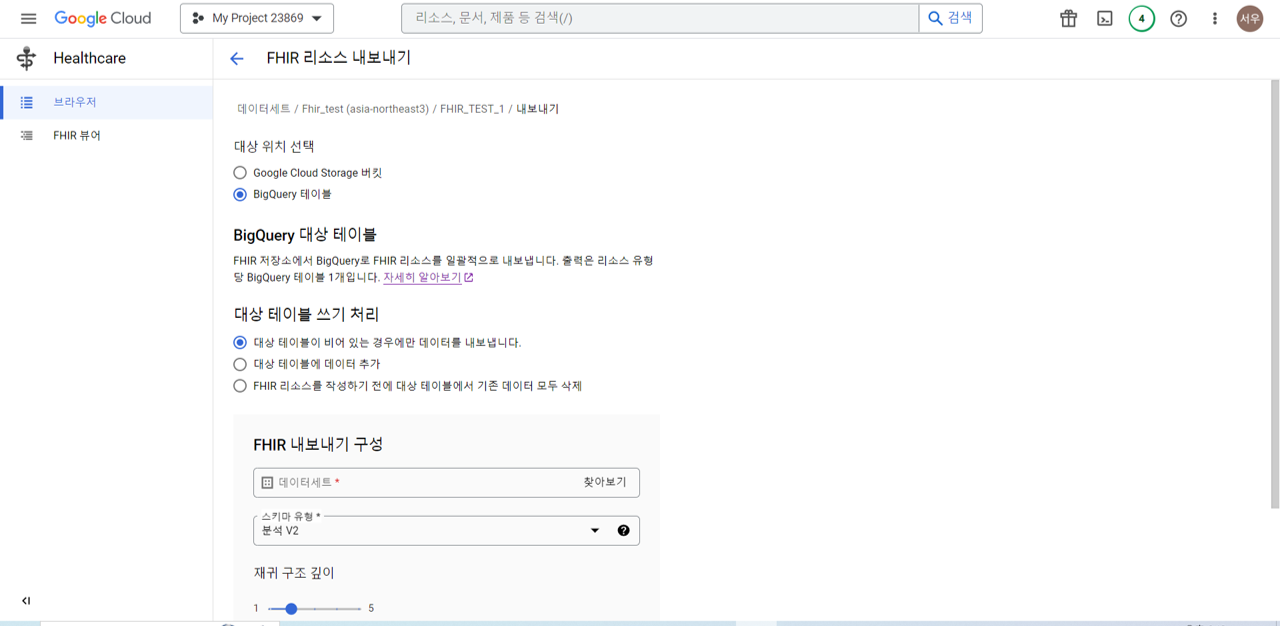 Google Cloud
My Project 23869
리소스, 문서, 제품 등 검색(/)
검색
4
서우
Healthcare
FHIR 리소스 내보내기
브라우저
FHIR 뷰어
데이터세트 / Fhir_test (asia-northeast3) / FHIR_TEST_1 / 내보내기
대상 위치 선택
Google Cloud Storage 버킷
BigQuery 테이블
BigQuery 대상 테이블
FHIR 저장소에서 BigQuery로 FHIR 리소스를 일괄적으로 내보냅니다. 출력은 리소스 유형
당 BigQuery 테이블 1개입니다. 자세히 알아보기
대상 테이블 쓰기 처리
대상 테이블이 비어 있는 경우에만 데이터를 내보냅니다.
대상 테이블에 데이터 추가
FHIR 리소스를 작성하기 전에 대상 테이블에서 기존 데이터 모두 삭제
FHIR 내보내기 구성
데이터세트 *
찾아보기
스키마 유형 *
분석 V2
재귀 구조 깊이
1 5